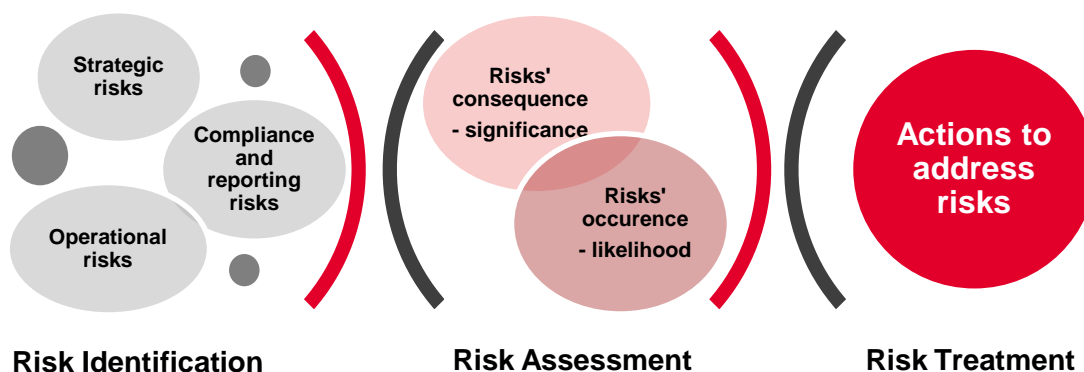 Strategic
risks
Compliance
and
reporting
risks
Operational
risks
Risks'
consequence
- significance
Risks'
occurence
- likelihood
Actions to
address
risks
Risk Identification
Risk Assessment
Risk Treatment